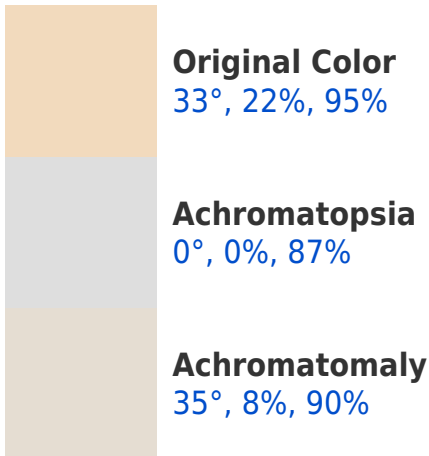 Original Color
33°, 22%, 95%
Achromatopsia
0°, 0%, 87%
Achromatomaly
35°, 8%, 90%